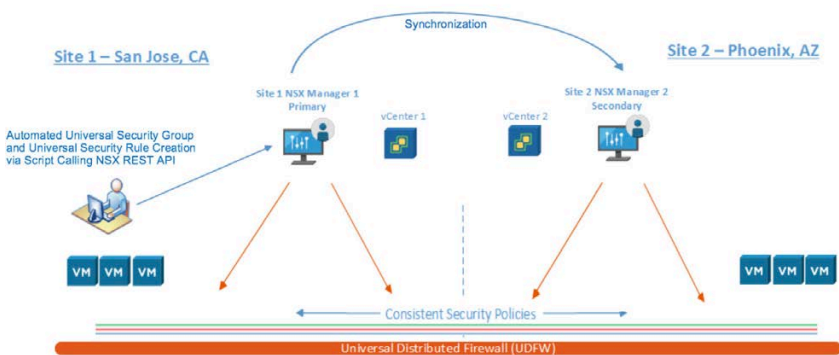 Synchronization
Site 1 – San Jose, CA
Site 2 – Phoenix, AZ
Site 1 NSX Manager 1
Primary
Site 2 NSX Manager 2
Secondary
vCenter 1
vCenter 2
Automated Universal Security Group
and Universal Security Rule Creation
via Script Calling NSX REST API
VM VM VM
VM VM VM
Consistent Security Policies
Universal Distributed Firewall (UDFW)